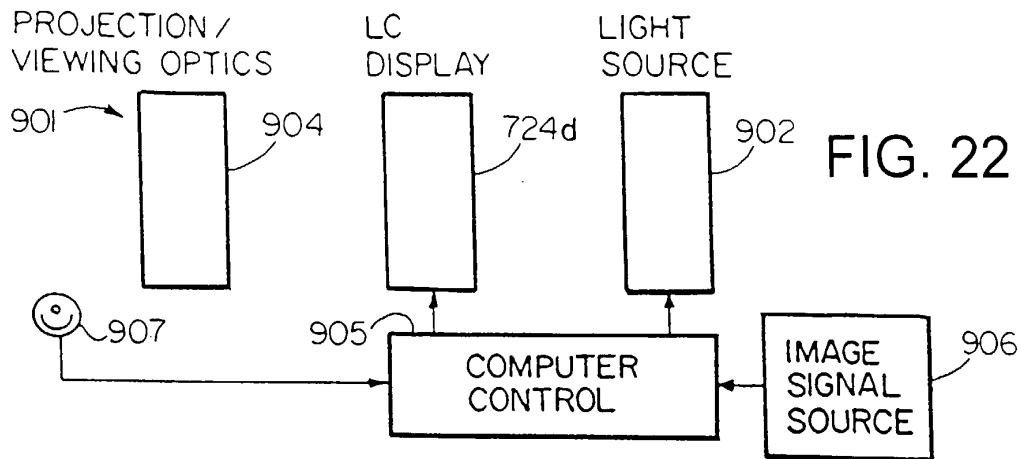 PROJECTION /
VIEWING OPTICS
LC
DISPLAY
LIGHT
SOURCE
901
904
724d
902
FIG. 22
907
905
COMPUTER
CONTROL
IMAGE
SIGNAL
SOURCE
906